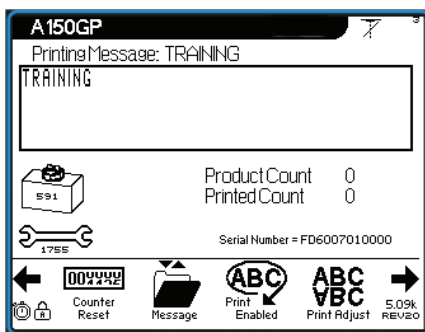 A150GP
3
Printing Message: TRAINING
TRAINING
591
Product Count 0
Printed Count 0
1755
Serial Number = FD6007010000
Counter Reset
Message
ABC
Print Enabled
ABC
Print Adjust
5.09k
REV20